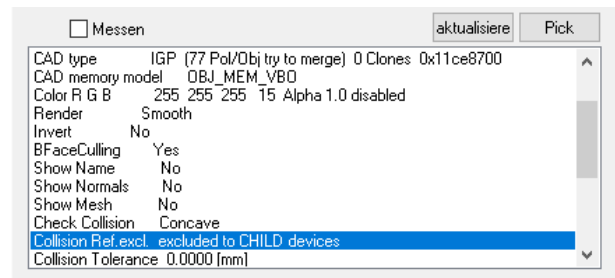 Messen aktualisiere Pick
CAD type IGP (77 Pol/Obj try to merge) 0 Clones 0x11ce8700
CAD memory model OBJ_MEM_VBO
Color R G B 255 255 255 15 Alpha 1.0 disabled
Render Smooth
Invert No
BFaceCulling Yes
Show Name No
Show Normals No
Show Mesh No
Check Collision Concave
Collision Ref.excl. excluded to CHILD devices
Collision Tolerance 0.0000 [mm]